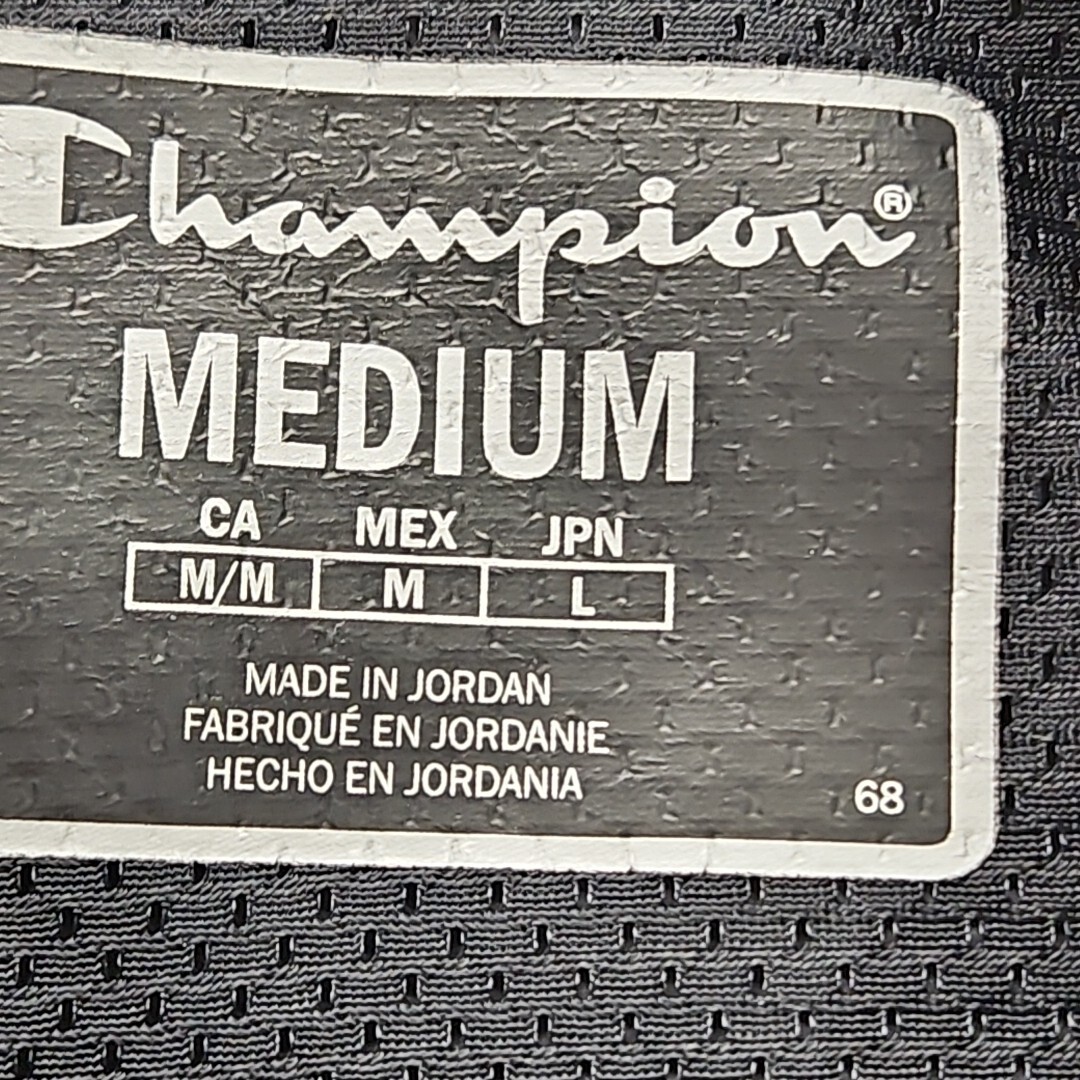 Champion®
MEDIUM
CA MEX JPN
M/M M L
MADE IN JORDAN
FABRIQUÉ EN JORDANIE
HECHO EN JORDANIA
68